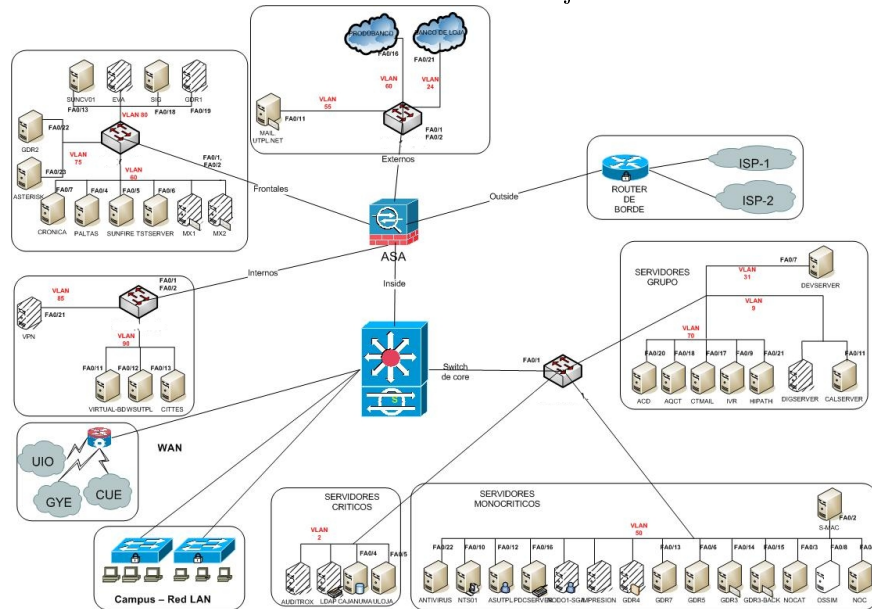 PRODUBANCO
BANCO DE LOJA
FA0/16
FA0/21
VLAN
60
VLAN
24
VLAN
55
FA0/11
MAIL
UTPL.NET
FA0/1
FA0/2
Externos
SUNCV01
EVA
SIG
GDR1
FA0/13
FA0/18
FA0/19
VLAN 80
FA0/22
GDR2
VLAN
75
FA0/23
ASTERISK
VLAN
60
FA0/1,
FA0/2
FA0/7
FA0/4
FA0/5
FA0/6
CRONICA
PALTAS
SUNFIRE
TSTSERVER
MX1
MX2
Frontales
Outside
ROUTER
DE
BORDE
ISP-1
ISP-2
ASA
Internos
Inside
VLAN
85
FA0/21
VPN
FA0/1
FA0/2
VLAN
90
FA0/11
FA0/12
FA0/13
VIRTUAL-BD
WSUTPL
CITTES
Switch
de core
S
FA0/1
SERVIDORES
GRUPO
FA0/7
DEVSERVER
VLAN
31
VLAN
9
VLAN
70
FA0/20
FA0/18
FA0/17
FA0/9
FA0/21
FA0/11
ACD
AQCT
CTMAIL
IVR
HIPATH
DIGSERVER
CALSERVER
WAN
UIO
GYE
CUE
Campus – Red LAN
SERVIDORES
CRITICOS
VLAN
2
FA0/4
FA0/5
AUDITROX
LDAP
CAJANUMA
ULOJA
SERVIDORES
MONOCRITICOS
VLAN
50
S-MAC
FA0/2
FA0/22
FA0/10
FA0/12
FA0/16
FA0/13
FA0/6
FA0/14
FA0/15
FA0/3
FA0/8
ANTIVIRUS
NTS01
ASUTPL
PDCSERVER
GDR4
GDR7
GDR5
GDR3
GDR3-BACK
NOCAT
OSSIM
NOC